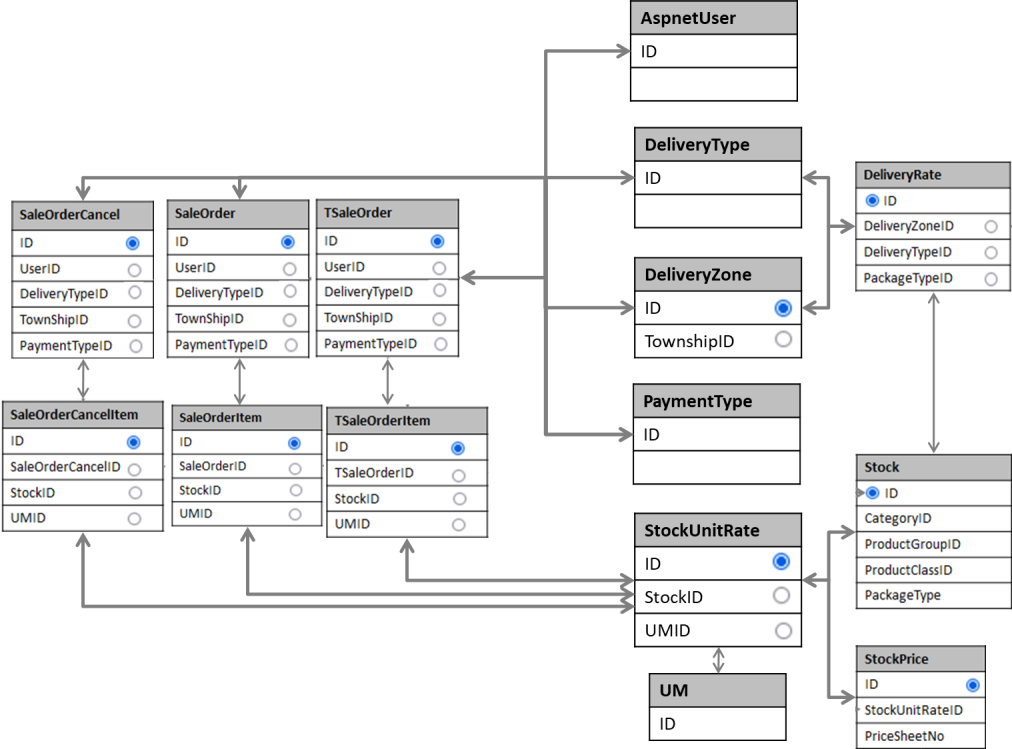 AspnetUser
ID
DeliveryType
ID
DeliveryRate
ID
DeliveryZoneID
DeliveryTypeID
PackageTypeID
SaleOrderCancel
ID
UserID
DeliveryTypeID
TownShipID
PaymentTypeID
SaleOrder
ID
UserID
DeliveryTypeID
TownShipID
PaymentTypeID
TSaleOrder
ID
UserID
DeliveryTypeID
TownShipID
PaymentTypeID
DeliveryZone
ID
TownshipID
PaymentType
ID
SaleOrderCancelItem
ID
SaleOrderCancelID
StockID
UMID
SaleOrderItem
ID
SaleOrderID
StockID
UMID
TSaleOrderItem
ID
TSaleOrderID
StockID
UMID
Stock
ID
CategoryID
ProductGroupID
ProductClassID
PackageType
StockUnitRate
ID
StockID
UMID
UM
ID
StockPrice
ID
StockUnitRateID
PriceSheetNo